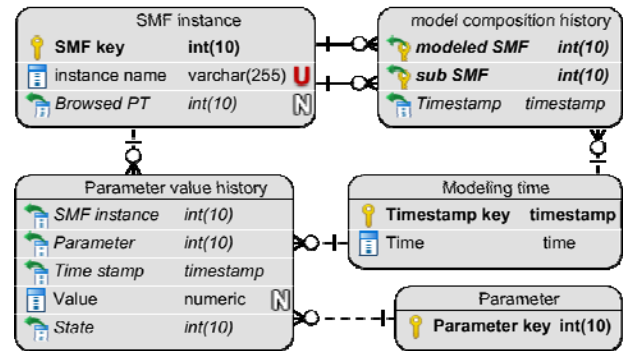 SMF instance
SMF key int(10)
instance name varchar(255) U
Browsed PT int(10) N
model composition history
modeled SMF int(10)
sub SMF int(10)
Timestamp timestamp
Parameter value history
SMF instance int(10)
Parameter int(10)
Time stamp timestamp
Value numeric N
State int(10)
Modeling time
Timestamp key timestamp
Time time
Parameter
Parameter key int(10)